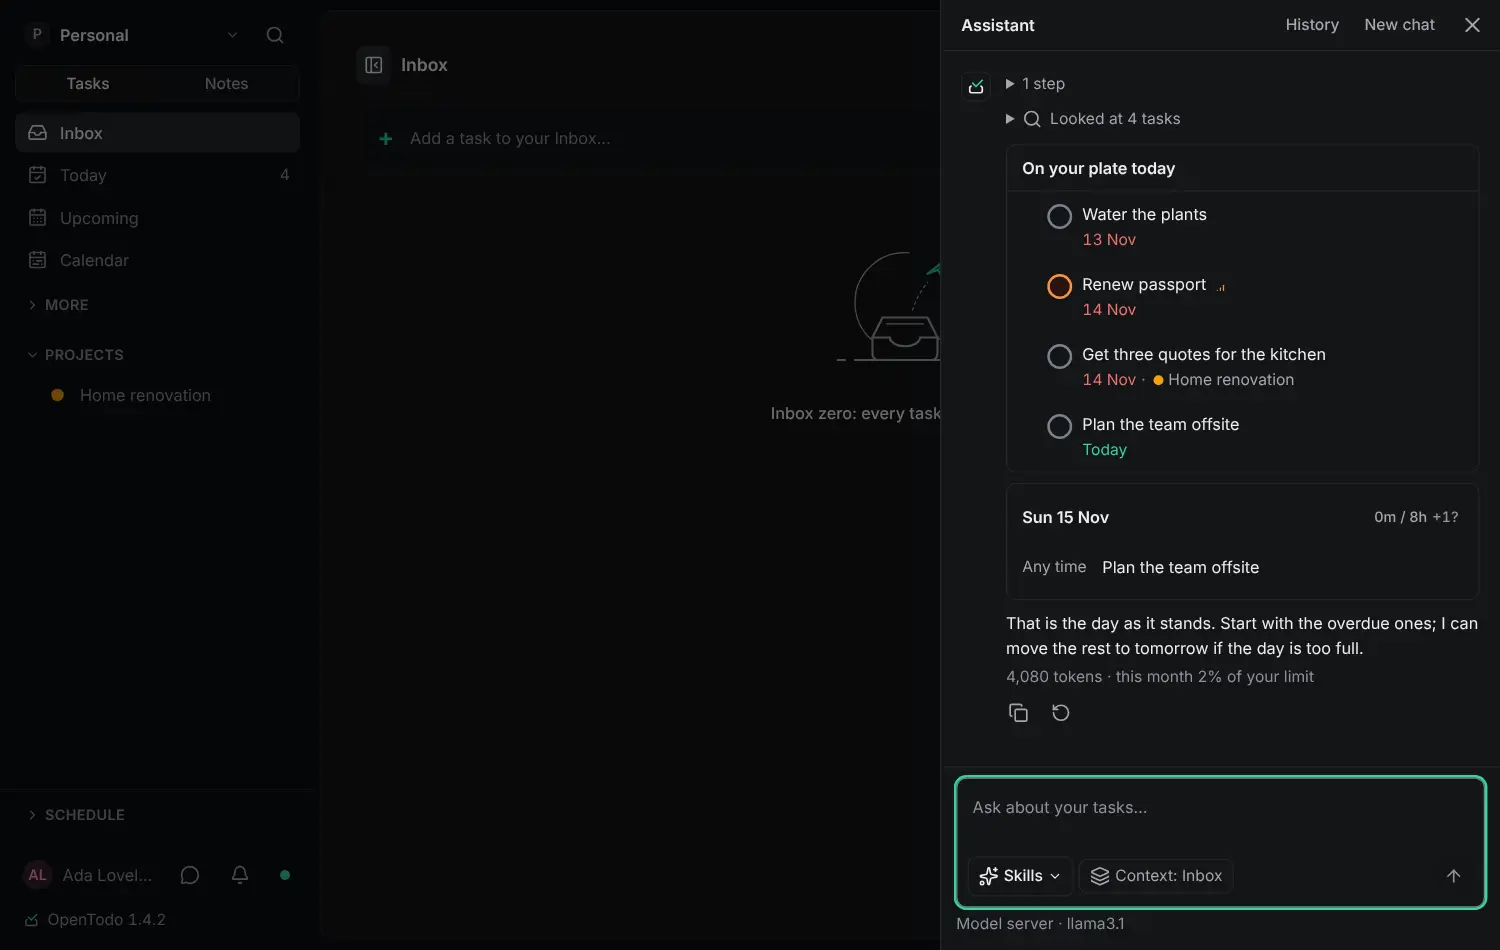 P Personal
Tasks Notes
Inbox
Today 4
Upcoming
Calendar
MORE
PROJECTS
Home renovation
SCHEDULE
AL Ada Lovel...
OpenTodo 1.4.2
Inbox
Add a task to your Inbox...
Inbox zero: every task
Assistant History New chat
1 step
Looked at 4 tasks
On your plate today
Water the plants
13 Nov
Renew passport
14 Nov
Get three quotes for the kitchen
14 Nov · Home renovation
Plan the team offsite
Today
Sun 15 Nov 0m / 8h +1?
Any time Plan the team offsite
That is the day as it stands. Start with the overdue ones; I can
move the rest to tomorrow if the day is too full.
4,080 tokens · this month 2% of your limit
Ask about your tasks...
Skills Context: Inbox
Model server · llama3.1